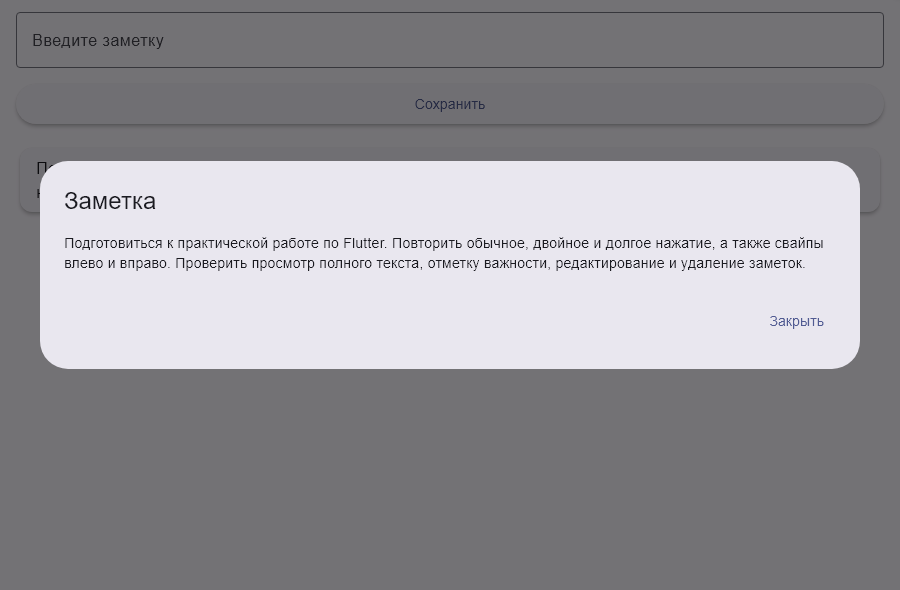 Введите заметку
Сохранить
Заметка
Подготовиться к практической работе по Flutter. Повторить обычное, двойное и долгое нажатие, а также свайпы
влево и вправо. Проверить просмотр полного текста, отметку важности, редактирование и удаление заметок.
Закрыть